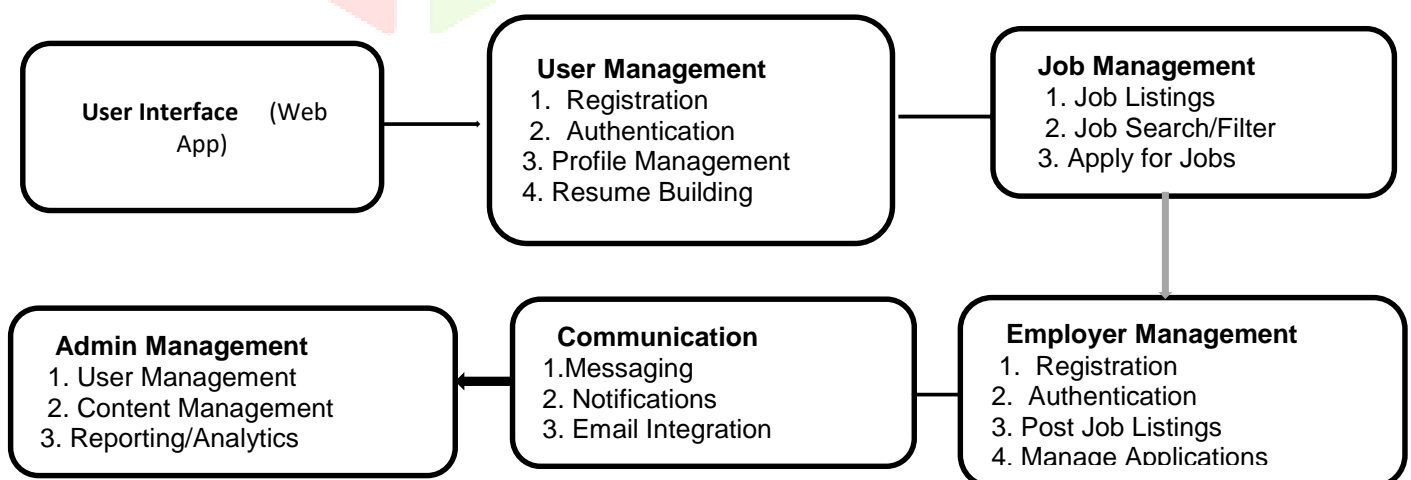 User Interface (Web
App)
User Management
1. Registration
2. Authentication
3. Profile Management
4. Resume Building
Job Management
1. Job Listings
2. Job Search/Filter
3. Apply for Jobs
Employer Management
1. Registration
2. Authentication
3. Post Job Listings
4. Manage Applications
Communication
1.Messaging
2. Notifications
3. Email Integration
Admin Management
1. User Management
2. Content Management
3. Reporting/Analytics